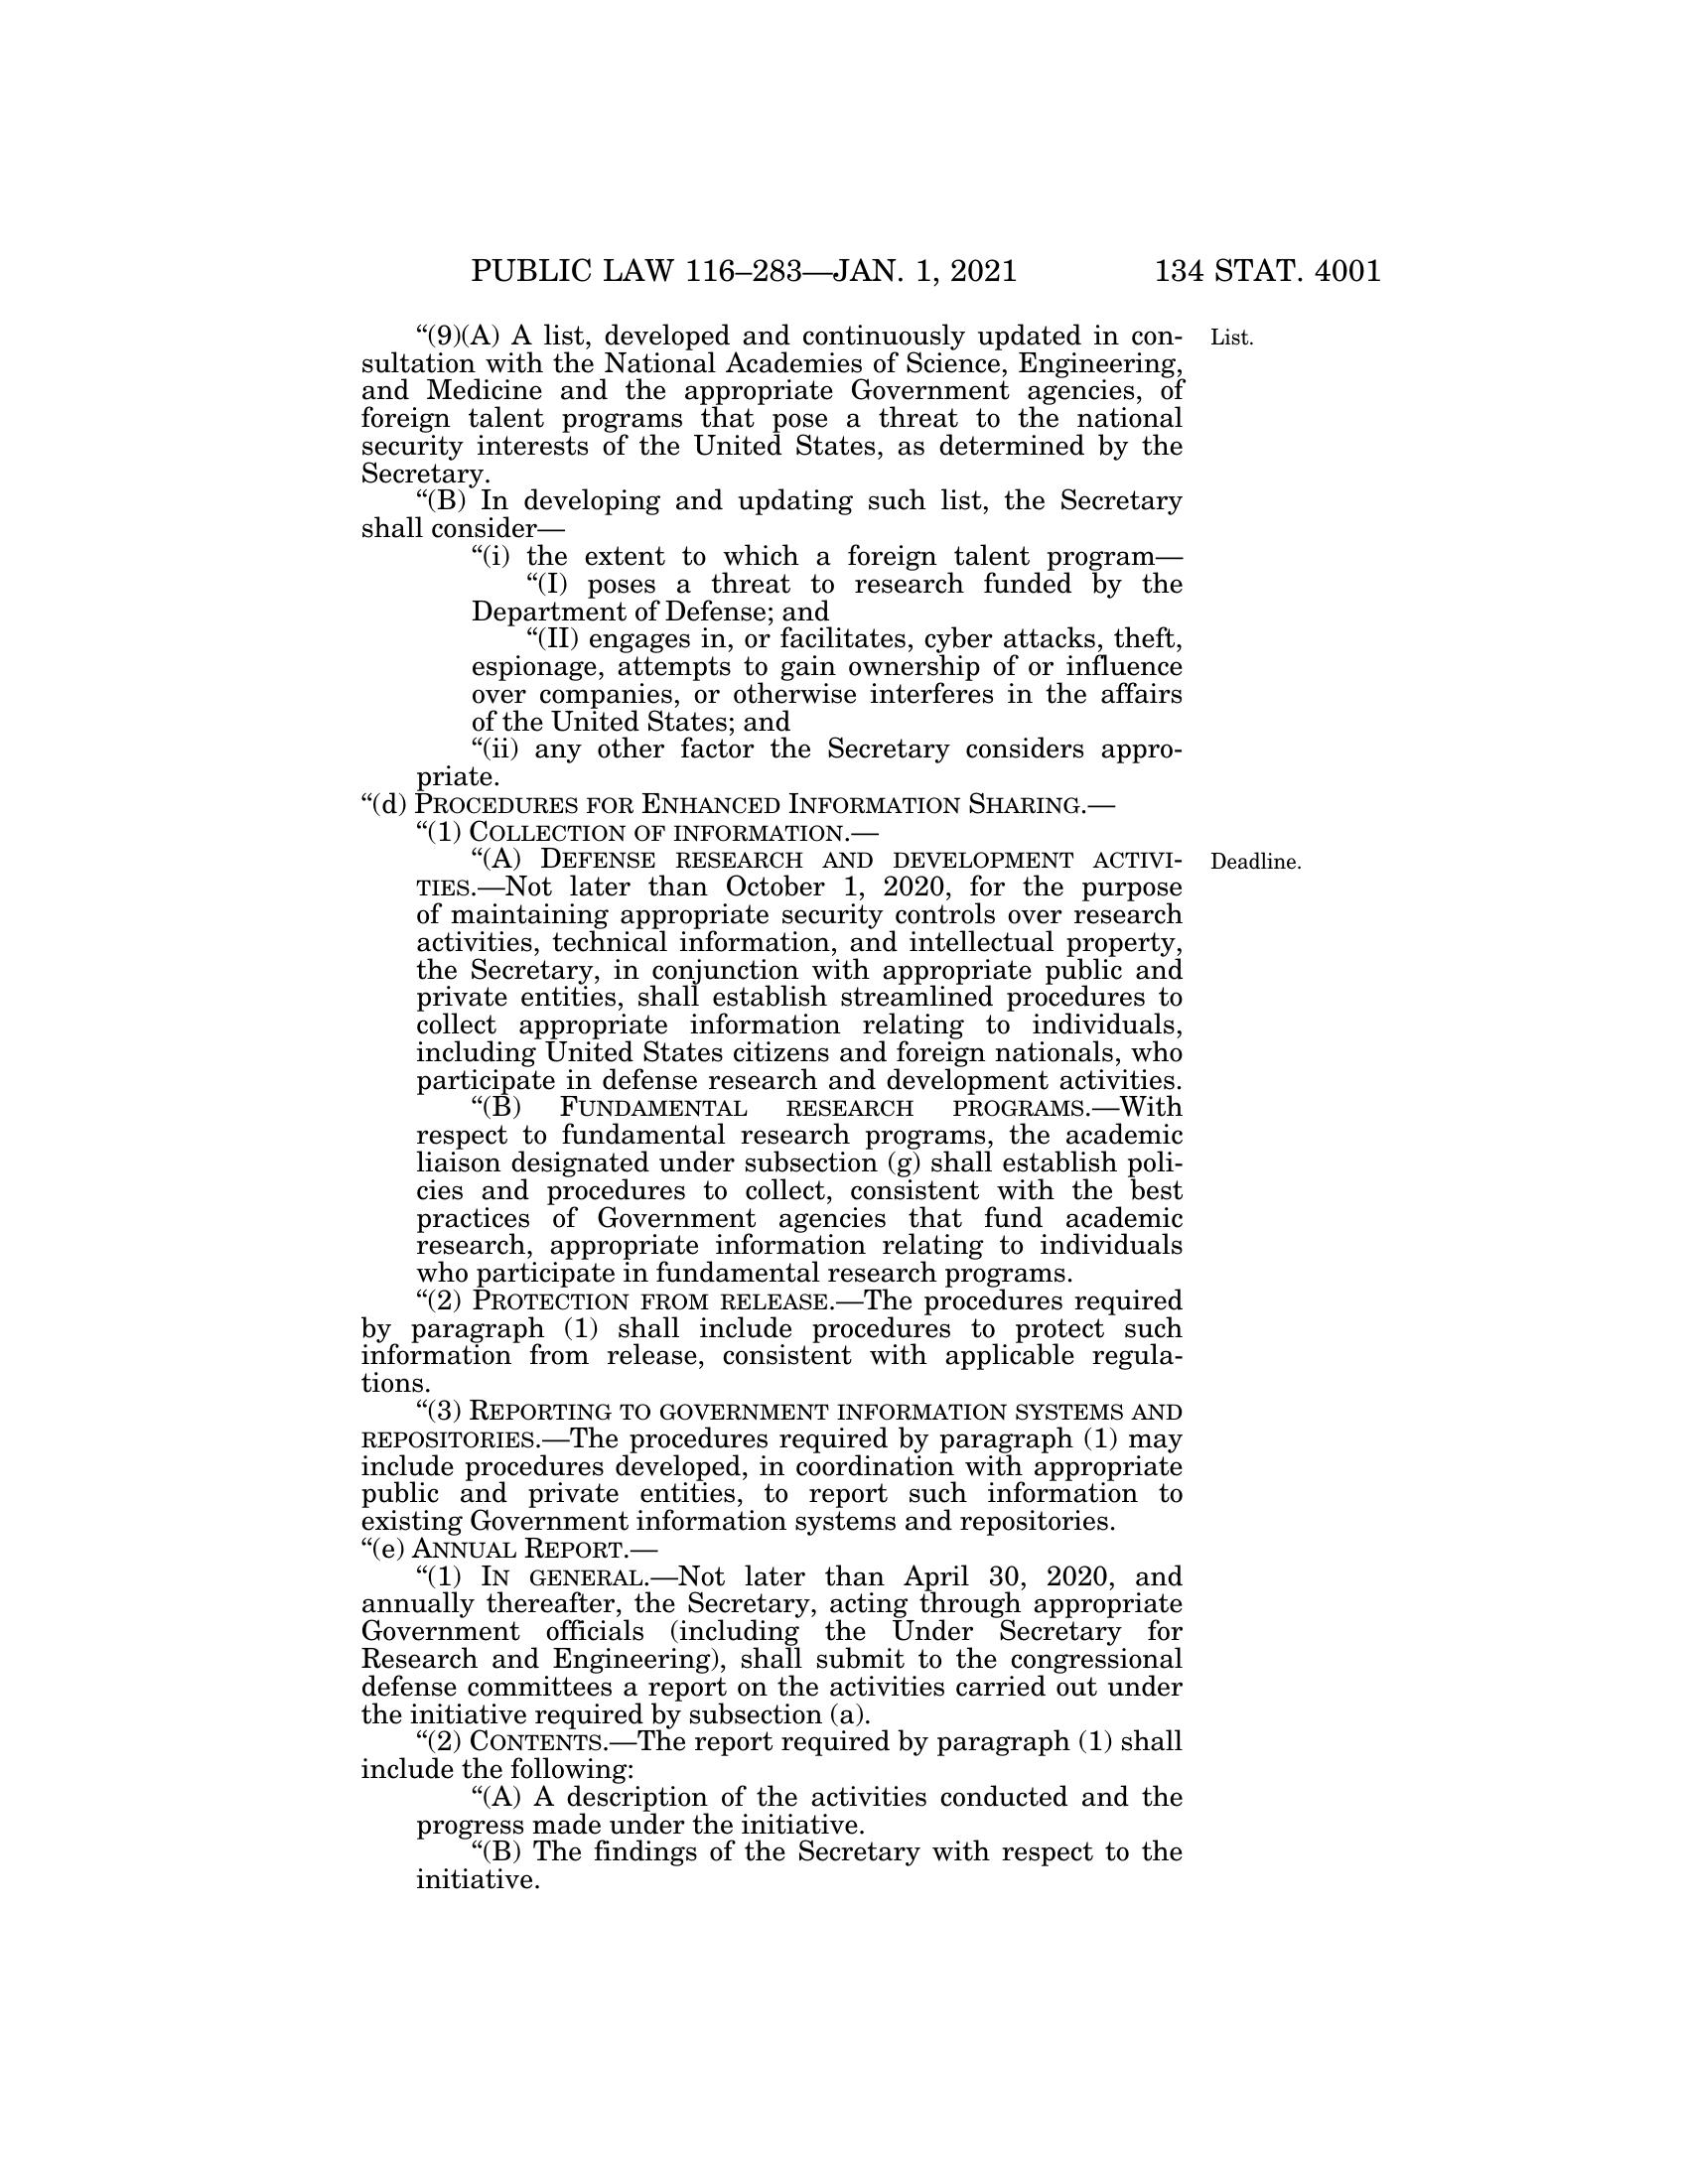 PUBLIC LAW 116–283—JAN. 1, 2021
134 STAT. 4001
“(9)(A) A list, developed and continuously updated in con-
List.
sultation with the National Academies of Science, Engineering,
and Medicine and the appropriate Government agencies, of
foreign talent programs that pose a threat to the national
security interests of the United States, as determined by the
Secretary.
“(B) In developing and updating such list, the Secretary
shall consider—
“(i) the extent to which a foreign talent program—
“(I) poses a threat to research funded by the
Department of Defense; and
“(II) engages in, or facilitates, cyber attacks, theft,
espionage, attempts to gain ownership of or influence
over companies, or otherwise interferes in the affairs
of the United States; and
“(ii) any other factor the Secretary considers appro-
priate.
“(d) PROCEDURES FOR ENHANCED INFORMATION SHARING.—
“(1) COLLECTION OF INFORMATION.—
“(A) DEFENSE RESEARCH AND DEVELOPMENT ACTIVI-
Deadline.
TIES.—Not later than October 1, 2020, for the purpose
of maintaining appropriate security controls over research
activities, technical information, and intellectual property,
the Secretary, in conjunction with appropriate public and
private entities, shall establish streamlined procedures to
collect appropriate information relating to individuals,
including United States citizens and foreign nationals, who
participate in defense research and development activities.
“(B) FUNDAMENTAL RESEARCH PROGRAMS.—With
respect to fundamental research programs, the academic
liaison designated under subsection (g) shall establish poli-
cies and procedures to collect, consistent with the best
practices of Government agencies that fund academic
research, appropriate information relating to individuals
who participate in fundamental research programs.
“(2) PROTECTION FROM RELEASE.—The procedures required
by paragraph (1) shall include procedures to protect such
information from release, consistent with applicable regula-
tions.
“(3) REPORTING TO GOVERNMENT INFORMATION SYSTEMS AND
REPOSITORIES.—The procedures required by paragraph (1) may
include procedures developed, in coordination with appropriate
public and private entities, to report such information to
existing Government information systems and repositories.
“(e) ANNUAL REPORT.—
“(1) IN GENERAL.—Not later than April 30, 2020, and
annually thereafter, the Secretary, acting through appropriate
Government officials (including the Under Secretary for
Research and Engineering), shall submit to the congressional
defense committees a report on the activities carried out under
the initiative required by subsection (a).
“(2) CONTENTS.—The report required by paragraph (1) shall
include the following:
“(A) A description of the activities conducted and the
progress made under the initiative.
“(B) The findings of the Secretary with respect to the
initiative.